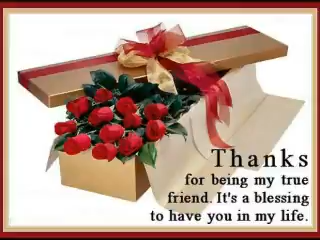 Thanks
for being my true
friend. It's a blessing
to have you in my life.